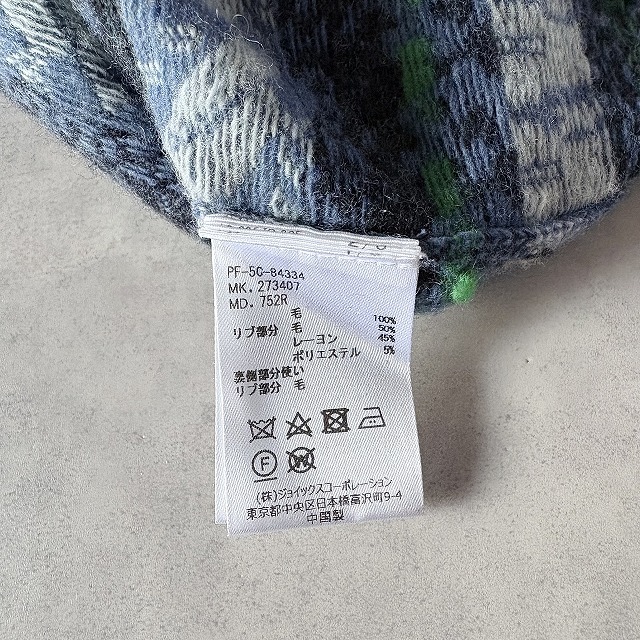 PF-5C-84334
MK. 273407
MD. 752R
毛 100%
リブ部分 毛 50%
レーヨン 45%
ポリエステル 5%
裏側部分使い
リブ部分 毛
F
W
(株)ジョイックスコーポレーション
東京都中央区日本橋富沢町9-4
中国製